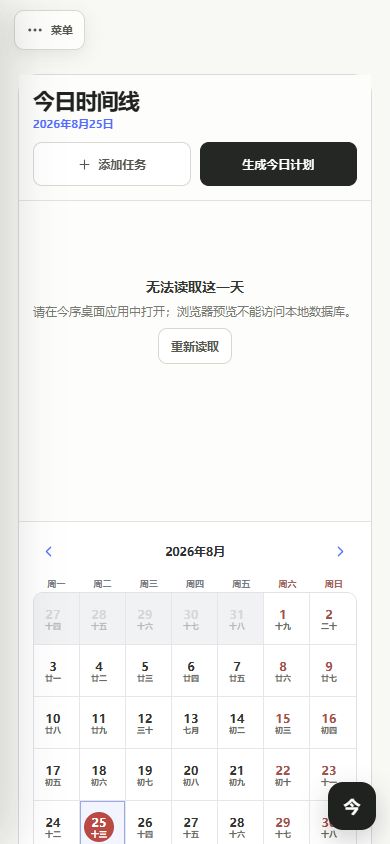 ··· 菜单
今日时间线
2026年8月25日
＋ 添加任务 生成今日计划
无法读取这一天
请在今序桌面应用中打开；浏览器预览不能访问本地数据库。
重新读取
2026年8月
周一 周二 周三 周四 周五 周六 周日
27 28 29 30 31 1 2
十四 十五 十六 十七 十八 十九 二十
3 4 5 6 7 8 9
廿一 廿二 廿三 廿四 廿五 廿六 廿七
10 11 12 13 14 15 16
廿八 廿九 三十 七月 初二 初三 初四
17 18 19 20 21 22 23
初五 初六 初七 初八 初九 初十 十一
今
24 25 26 27 28 29
十二 十三 十四 十五 十六 十七 十八